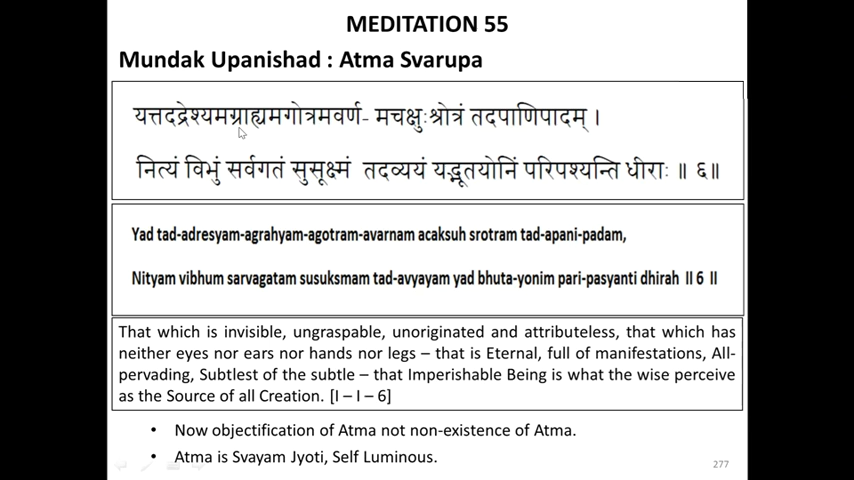 MEDITATION 55
Mundak Upanishad : Atma Svarupa
यत्तदद्रेश्यमग्राह्यमगोत्रमवर्ण- मचक्षुःश्रोत्रं तदपाणिपादम् ।
नित्यं विभुं सर्वगतं सुसूक्ष्मं तदव्ययं यद्भूतयोनिं परिपश्यन्ति धीराः ॥ ६॥
Yad tad-adresyam-agrahyam-agotram-avarnam acaksuh srotram tad-apani-padam,
Nityam vibhum sarvagatam susuksmam tad-avyayam yad bhuta-yonim pari-pasyanti dhirah II 6 II
That which is invisible, ungraspable, unoriginated and attributeless, that which has
neither eyes nor ears nor hands nor legs – that is Eternal, full of manifestations, All-
pervading, Subtlest of the subtle – that Imperishable Being is what the wise perceive
as the Source of all Creation. [I – I – 6]
• Now objectification of Atma not non-existence of Atma.
• Atma is Svayam Jyoti, Self Luminous.
277